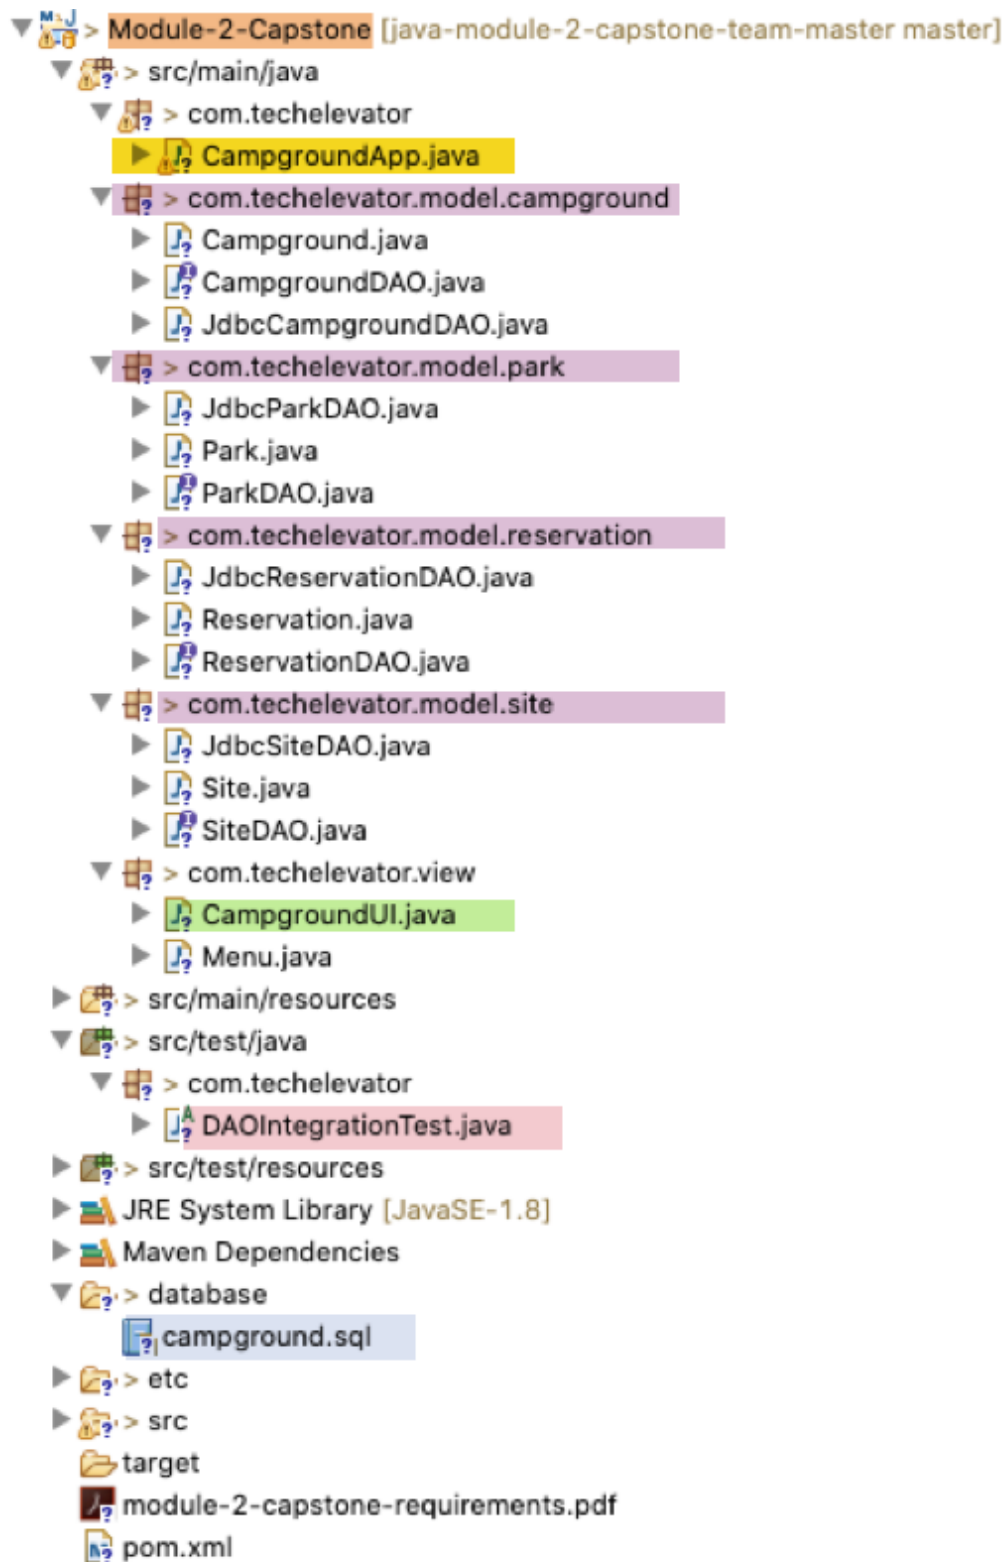 > Module-2-Capstone [java-module-2-capstone-team-master master]
> src/main/java
> com.techelevator
CampgroundApp.java
> com.techelevator.model.campground
Campground.java
CampgroundDAO.java
JdbcCampgroundDAO.java
> com.techelevator.model.park
JdbcParkDAO.java
Park.java
ParkDAO.java
> com.techelevator.model.reservation
JdbcReservationDAO.java
Reservation.java
ReservationDAO.java
> com.techelevator.model.site
JdbcSiteDAO.java
Site.java
SiteDAO.java
> com.techelevator.view
CampgroundUI.java
Menu.java
> src/main/resources
> src/test/java
> com.techelevator
DAOIntegrationTest.java
> src/test/resources
JRE System Library [JavaSE-1.8]
Maven Dependencies
> database
campground.sql
> etc
> src
target
module-2-capstone-requirements.pdf
pom.xml